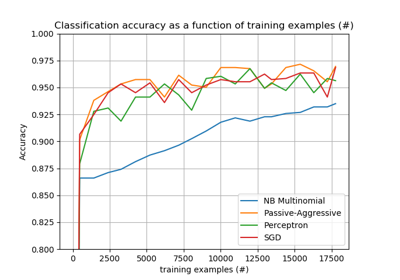 Classification accuracy as a function of training examples (#)
1.000
0.975
0.950
0.925
0.900
0.875
0.850
0.825
0.800
Accuracy
NB Multinomial
Passive-Aggressive
Perceptron
SGD
0 2500 5000 7500 10000 12500 15000 17500
training examples (#)